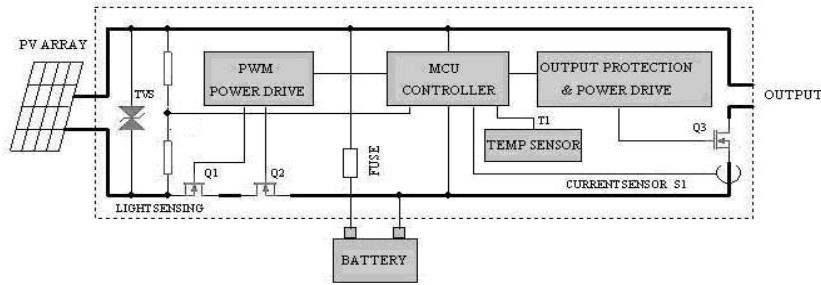 PV ARRAY
TVS
PWM
POWER DRIVE
MCU
CONTROLLER
OUTPUT PROTECTION
& POWER DRIVE
OUTPUT
T1
TEMP SENSOR
Q3
Q1
Q2
FUSE
CURRENTSENSOR S1
LIGHTSENSING
BATTERY